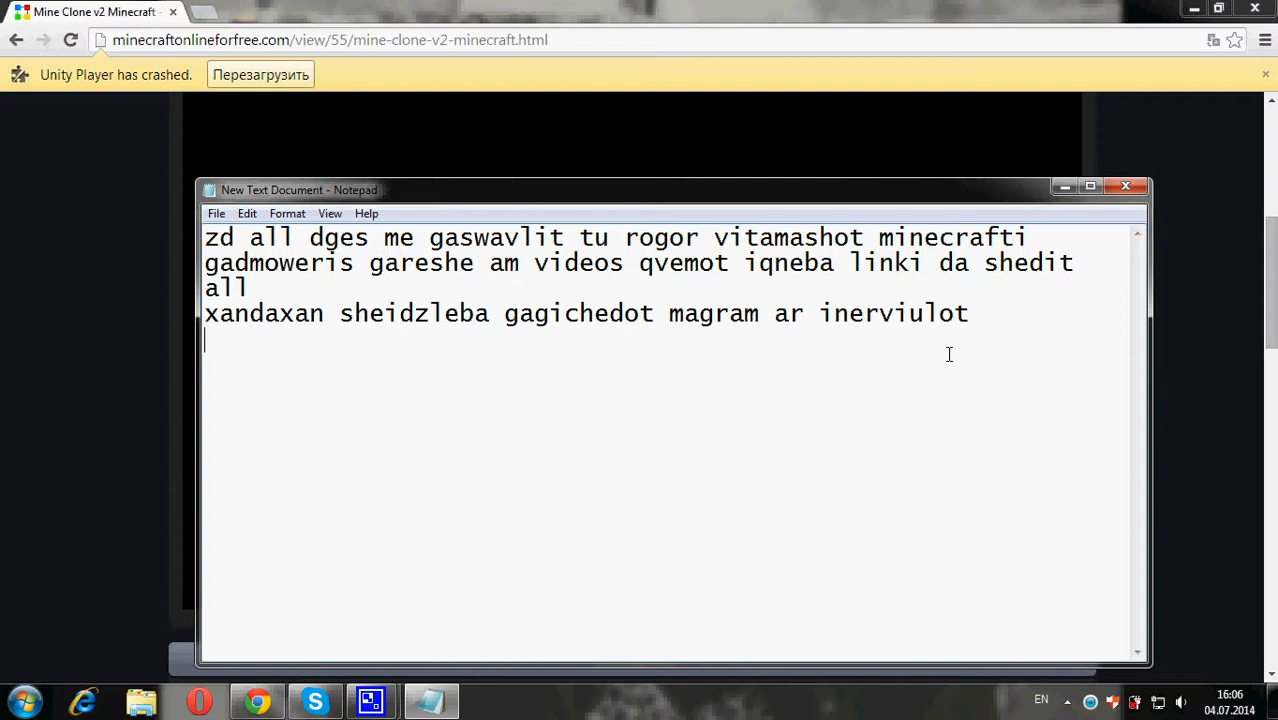 Mine Clone v2 Minecraft -
minecraftonlineforfree.com/view/55/mine-clone-v2-minecraft.html
Unity Player has crashed. Перезагрузить
New Text Document - Notepad
File Edit Format View Help
zd all dges me gaswavlit tu rogor vitamashot minecrafti
gadmoweris gareshe am videos qvemot iqneba linki da shedit
all
xandaxan sheidzleba gagichedot magram ar inerviulot
EN
16:06
04.07.2014